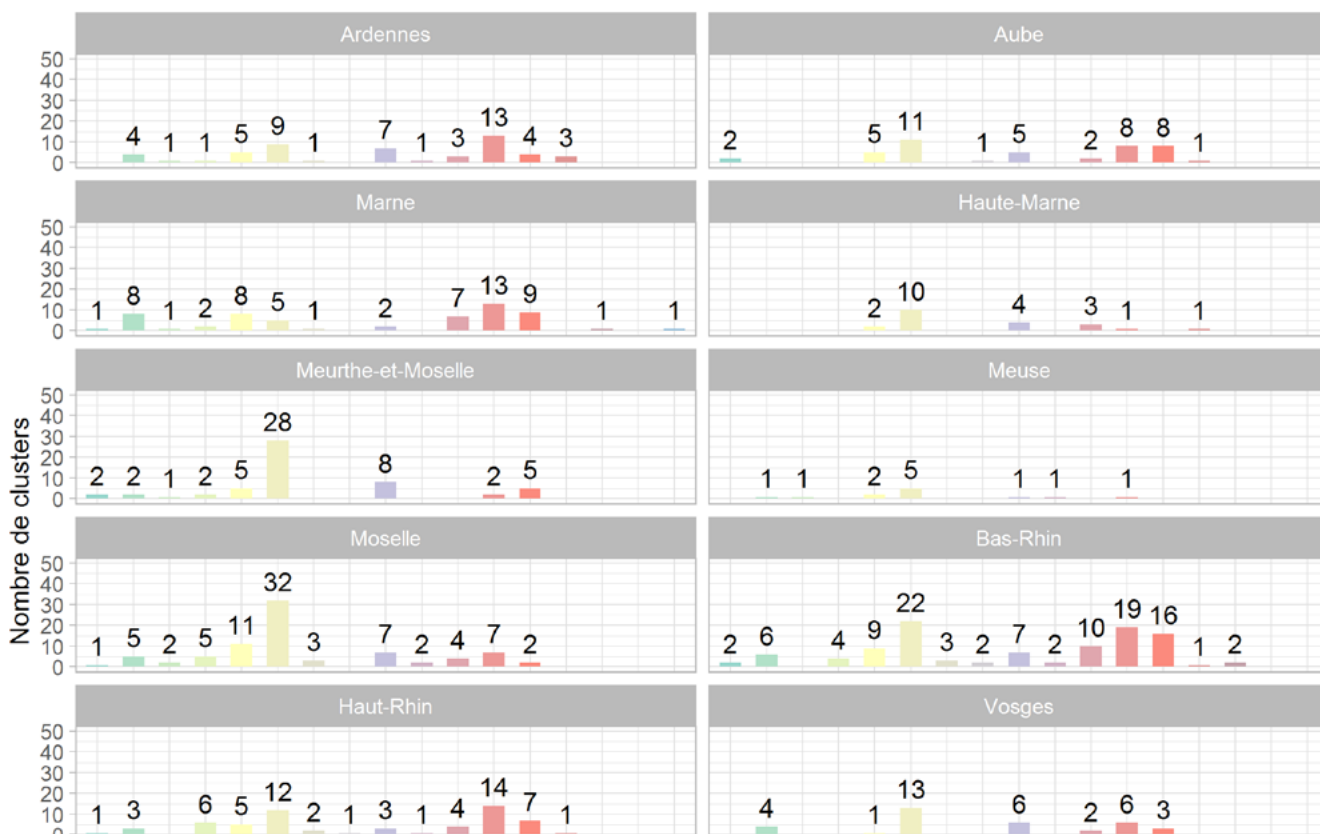 Nombre de clusters
Ardennes
50
40
30
20
10
0
4 1 1 5 9 1 7 1 3 13 4 3
Aube
2 5 11 1 5 2 8 8 1
Marne
50
40
30
20
10
0
1 8 1 2 8 5 1 2 7 13 9 1 1
Haute-Marne
2 10 4 3 1 1
Meurthe-et-Moselle
50
40
30
20
10
0
2 2 1 2 5 28 8 2 5
Meuse
1 1 2 5 1 1 1
Moselle
50
40
30
20
10
0
1 5 2 5 11 32 3 7 2 4 7 2
Bas-Rhin
2 6 4 9 22 3 2 7 2 10 19 16 1 2
Haut-Rhin
50
40
30
20
10
0
1 3 6 5 12 2 1 3 1 4 14 7 1
Vosges
4 1 13 6 2 6 3